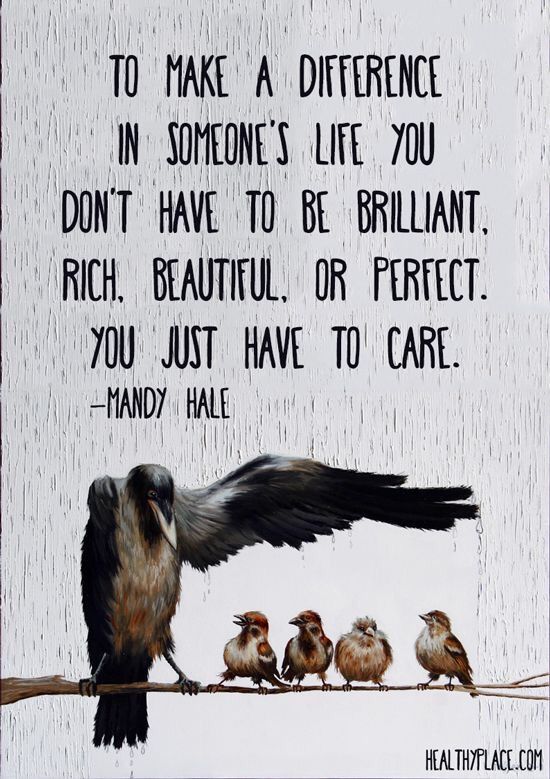 TO MAKE A DIFFERENCE
IN SOMEONE'S LIFE YOU
DON'T HAVE TO BE BRILLIANT,
RICH, BEAUTIFUL, OR PERFECT.
YOU JUST HAVE TO CARE.
-MANDY HALE
HEALTHYPLACE.COM